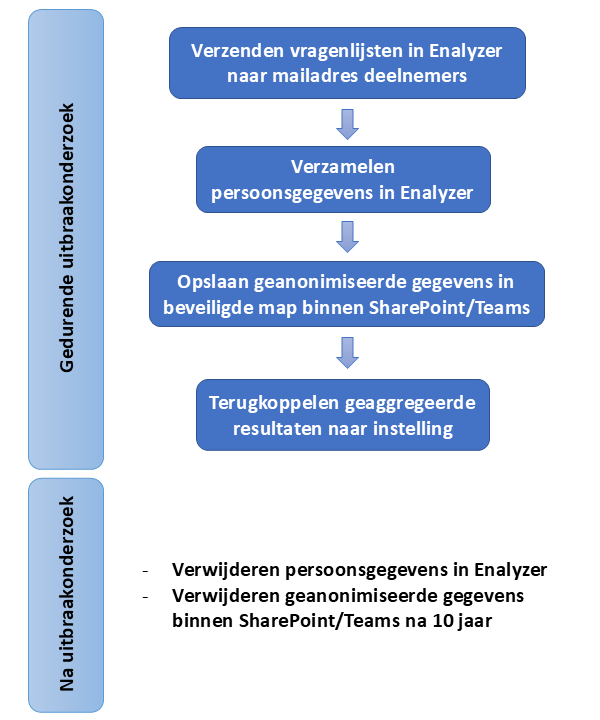 Gedurende uitbraakonderzoek
Verzenden vragenlijsten in Enalyzer
naar mailadres deelnemers
Verzamelen
persoonsgegevens in Enalyzer
Opslaan geanonimiseerde gegevens in
beveiligde map binnen SharePoint/Teams
Terugkoppelen geaggregeerde
resultaten naar instelling
Na uitbraakonderzoek
- Verwijderen persoonsgegevens in Enalyzer
- Verwijderen geanonimiseerde gegevens
binnen SharePoint/Teams na 10 jaar